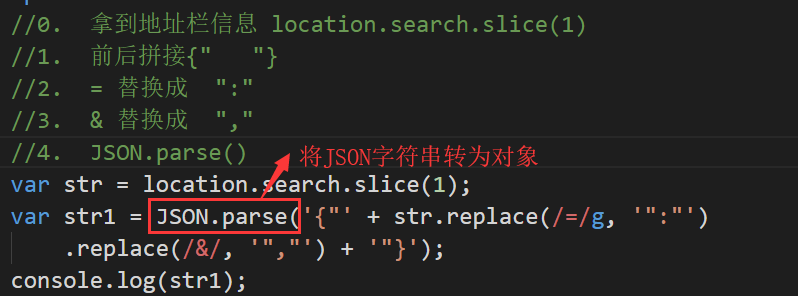 //0. 拿到地址栏信息 location.search.slice(1)
//1. 前后拼接{" "}
//2. = 替换成 ":"
//3. & 替换成 ","
//4. JSON.parse()
将JSON字符串转为对象
var str = location.search.slice(1);
var str1 = JSON.parse('{"' + str.replace(/=/g, '":"')
.replace(/&/, '","') + '"}');
console.log(str1);